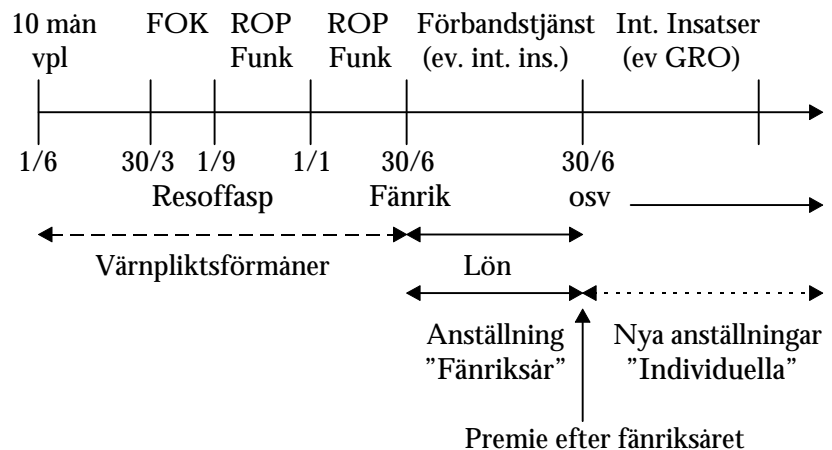 10 mån FOK ROP ROP Förbandstjänst Int. Insatser
vpl Funk Funk (ev. int. ins.) (ev GRO)
1/6 30/3 1/9 1/1 30/6 30/6
Resoffasp Fänrik osv
Värnpliktsförmåner Lön
Anställning Nya anställningar
”Fänriksår” ”Individuella”
Premie efter fänriksåret